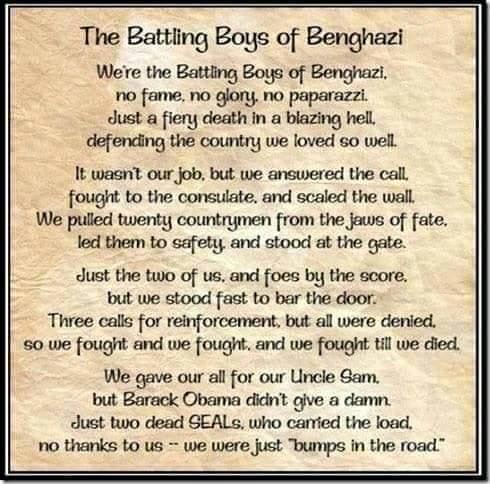 The Battling Boys of Benghazi
We're the Battling Boys of Benghazi,
no fame, no glory, no paparazzi.
Just a fiery death in a blazing hell,
defending the country we loved so well.
It wasn't our job, but we answered the call,
fought to the consulate, and scaled the wall.
We pulled twenty countrymen from the jaws of fate,
led them to safety, and stood at the gate.
Just the two of us, and foes by the score,
but we stood fast to bar the door.
Three calls for reinforcement, but all were denied,
so we fought and we fought, and we fought till we died.
We gave our all for our Uncle Sam,
but Barack Obama didn't give a damn.
Just two dead SEALs, who carried the load,
no thanks to us -- we were just "bumps in the road."